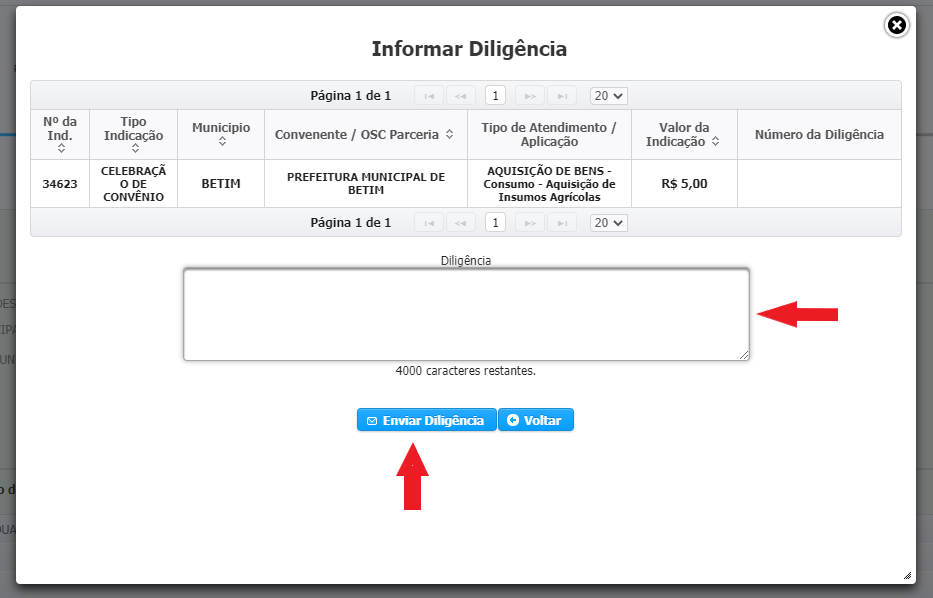 Informar Diligência
Página 1 de 1 1 20
Nº da Ind. Tipo Indicação Municipio Convenente / OSC Parceria Tipo de Atendimento / Aplicação Valor da Indicação Número da Diligência
34623 CELEBRAÇÃO DE CONVÊNIO BETIM PREFEITURA MUNICIPAL DE BETIM AQUISIÇÃO DE BENS - Consumo - Aquisição de Insumos Agrícolas R$ 5,00
Página 1 de 1 1 20
Diligência
4000 caracteres restantes.
Enviar Diligência Voltar